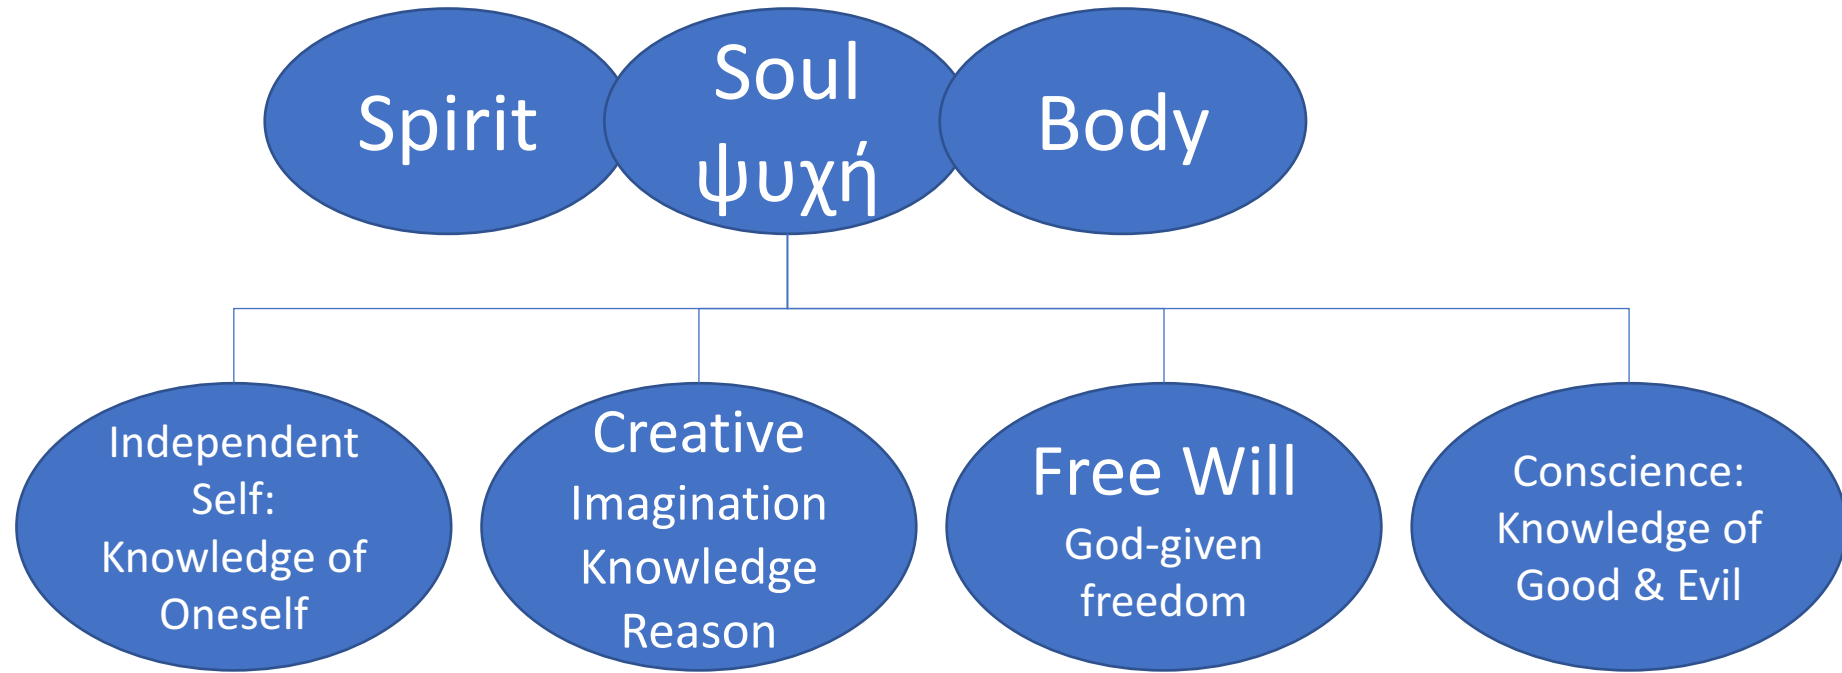 Spirit
Soul
ψυχή
Body
Independent
Self:
Knowledge of
Oneself
Creative
Imagination
Knowledge
Reason
Free Will
God-given
freedom
Conscience:
Knowledge of
Good & Evil